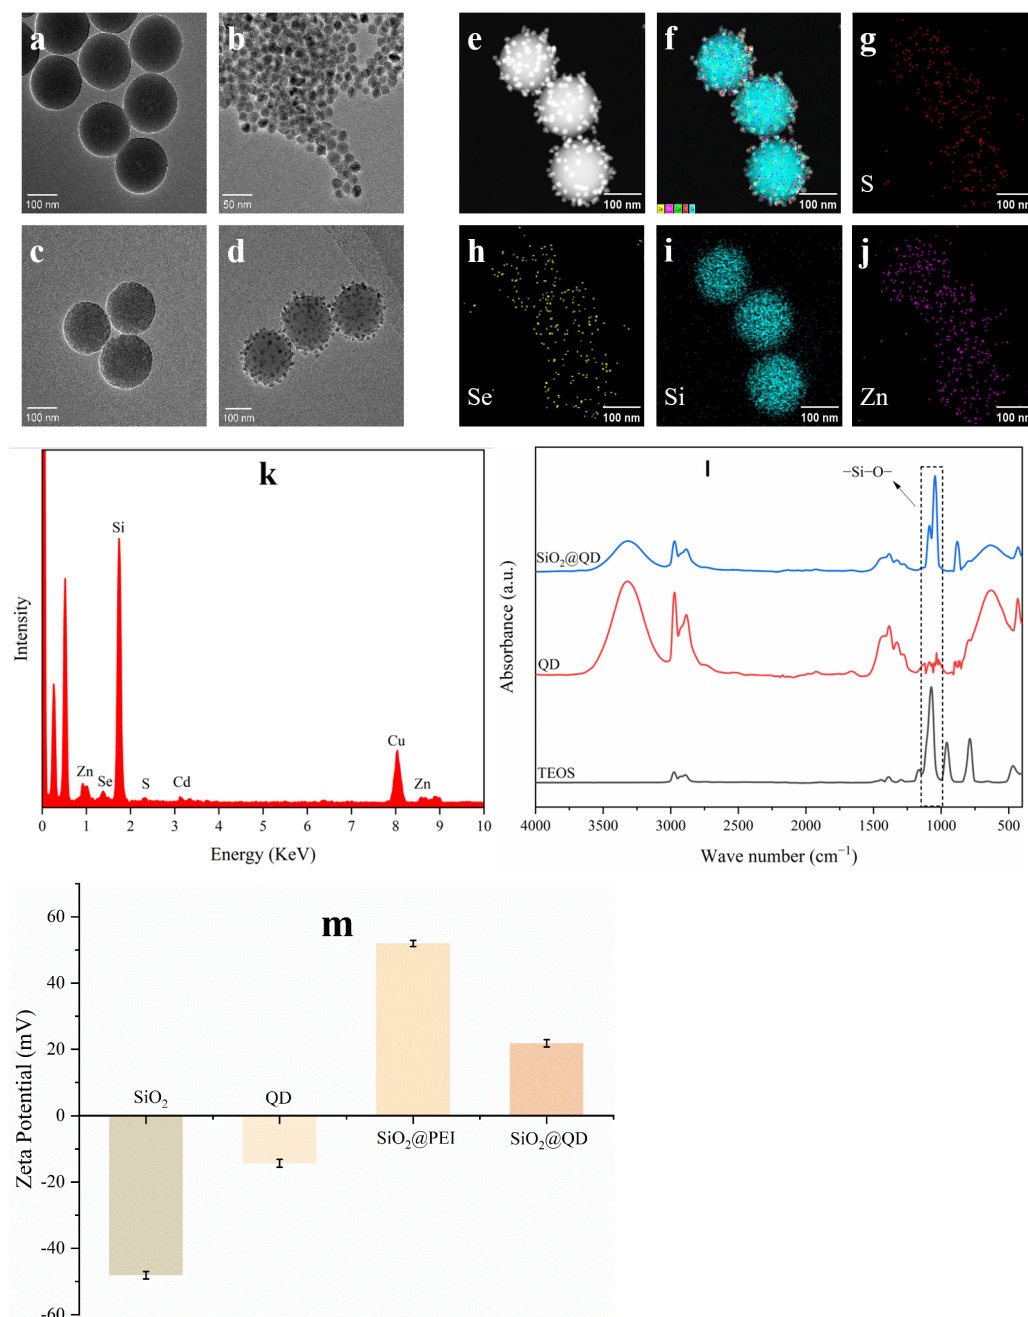 a
100 nm
b
50 nm
c
100 nm
d
100 nm
e
100 nm
f
100 nm
g
S
100 nm
h
Se
100 nm
i
Si
100 nm
j
Zn
100 nm
k
Intensity
Si
Zn
Se
S
Cd
Cu
Zn
0 1 2 3 4 5 6 7 8 9 10
Energy (KeV)
l
−Si−O−
Absorbance (a.u.)
SiO₂@QD
QD
TEOS
4000 3500 3000 2500 2000 1500 1000 500
Wave number (cm⁻¹)
m
Zeta Potential (mV)
60
40
20
0
-20
-40
-60
SiO₂
QD
SiO₂@PEI
SiO₂@QD